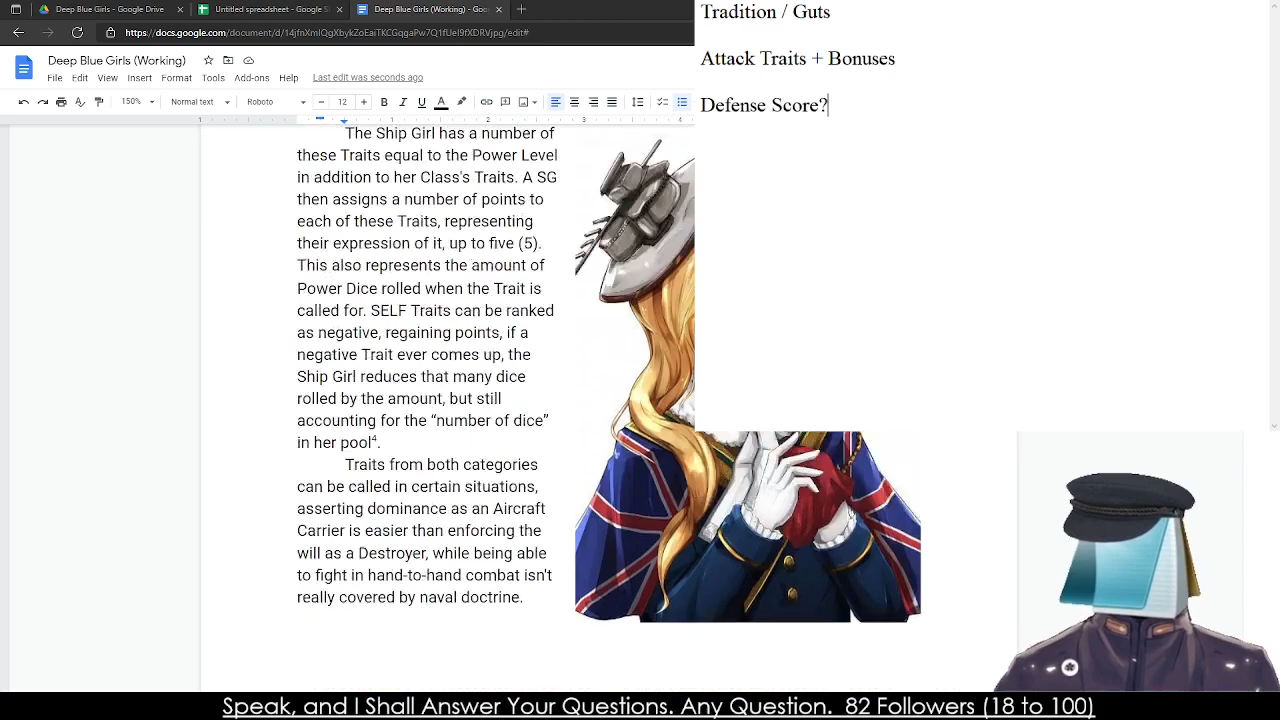 Deep Blue Girls - Google Drive
Untitled spreadsheet - Google S
Deep Blue Girls (Working) - Goo
Deep Blue Girls (Working)
File Edit View Insert Format Tools Add-ons Help Last edit was seconds ago
150% Normal text Roboto 12
1 1 2 3 4
The Ship Girl has a number of
these Traits equal to the Power Level
in addition to her Class's Traits. A SG
then assigns a number of points to
each of these Traits, representing
their expression of it, up to five (5).
This also represents the amount of
Power Dice rolled when the Trait is
called for. SELF Traits can be ranked
as negative, regaining points, if a
negative Trait ever comes up, the
Ship Girl reduces that many dice
rolled by the amount, but still
accounting for the “number of dice”
in her pool⁴.
Traits from both categories
can be called in certain situations,
asserting dominance as an Aircraft
Carrier is easier than enforcing the
will as a Destroyer, while being able
to fight in hand-to-hand combat isn't
really covered by naval doctrine.
Tradition / Guts
Attack Traits + Bonuses
Defense Score?
Speak, and I Shall Answer Your Questions. Any Question. 82 Followers (18 to 100)